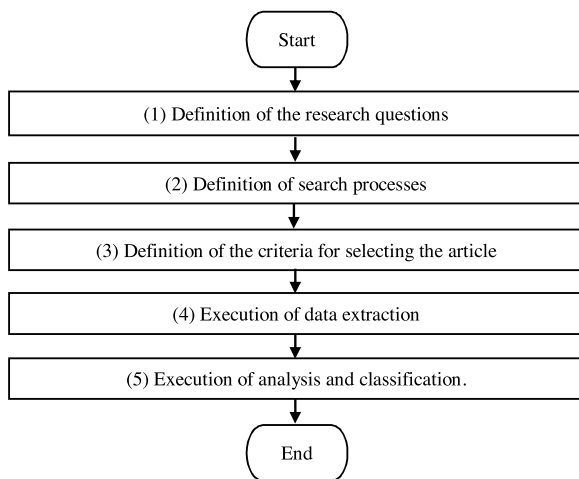 Start
(1) Definition of the research questions
(2) Definition of search processes
(3) Definition of the criteria for selecting the article
(4) Execution of data extraction
(5) Execution of analysis and classification.
End